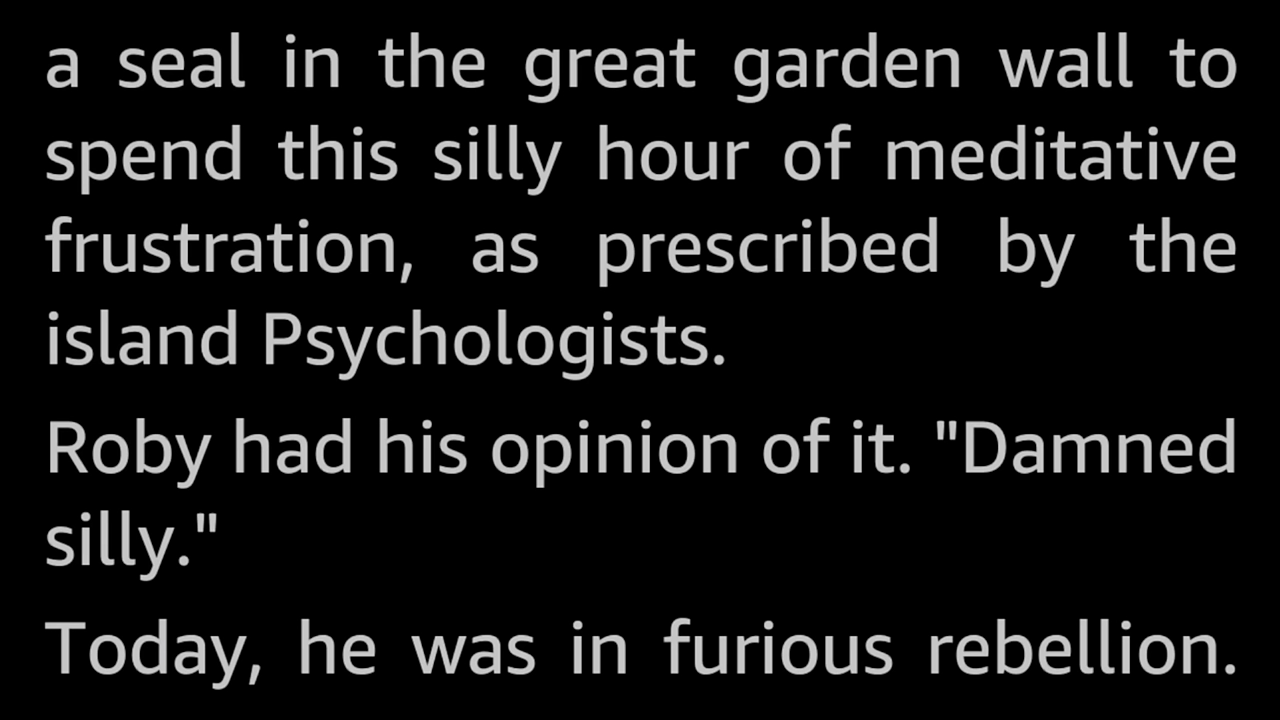 a seal in the great garden wall to
spend this silly hour of meditative
frustration, as prescribed by the
island Psychologists.
Roby had his opinion of it. "Damned
silly."
Today, he was in furious rebellion.